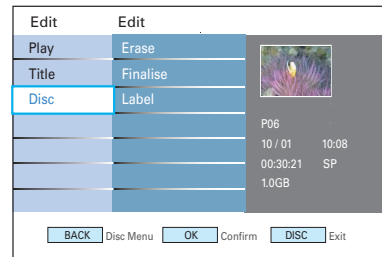 Edit Edit
Play Erase
Title Finalise
Disc Label
P06
10 / 01 10:08
00:30:21 SP
1.0GB
BACK Disc Menu OK Confirm DISC Exit